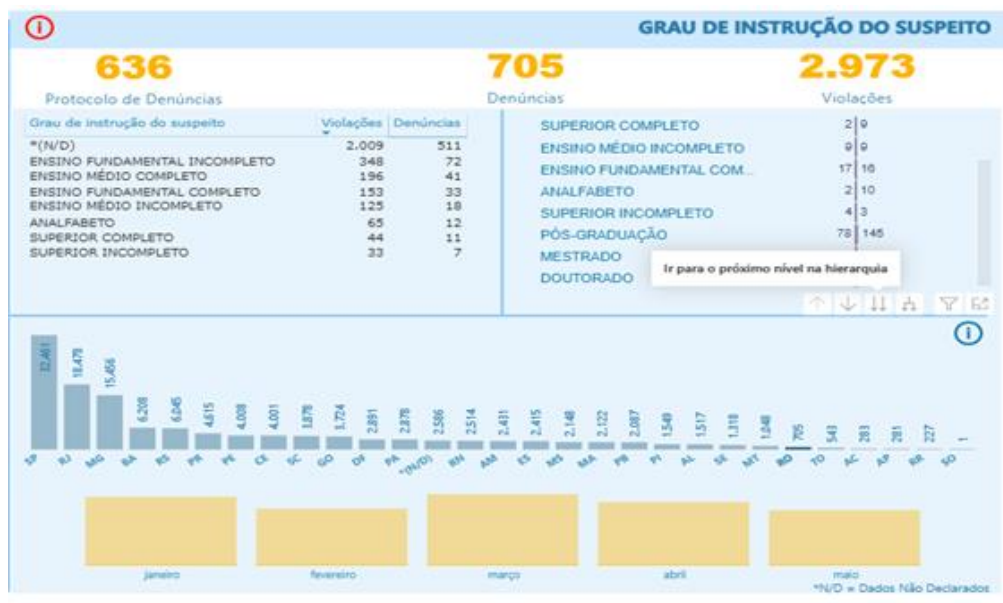 i
GRAU DE INSTRUÇÃO DO SUSPEITO
636
Protocolo de Denúncias
705
Denúncias
2.973
Violações
Grau de instrução do suspeito Violações Denúncias
*(N/D) 2.009 511
ENSINO FUNDAMENTAL INCOMPLETO 348 72
ENSINO MÉDIO COMPLETO 196 41
ENSINO FUNDAMENTAL COMPLETO 153 33
ENSINO MÉDIO INCOMPLETO 125 18
ANALFABETO 65 12
SUPERIOR COMPLETO 44 11
SUPERIOR INCOMPLETO 33 7
SUPERIOR COMPLETO 2 9
ENSINO MÉDIO INCOMPLETO 9 9
ENSINO FUNDAMENTAL COM... 17 16
ANALFABETO 2 10
SUPERIOR INCOMPLETO 4 3
PÓS-GRADUAÇÃO 78 145
MESTRADO
DOUTORADO
Ir para o próximo nível na hierarquia
i
32.461 18.479 15.456 6.208 6.045 4.615 4.008 4.001 3.878 3.724 2.891 2.878 2.586 2.514 2.431 2.415 2.148 2.122 2.087 1.549 1.517 1.318 1.048 705 543 283 281 227 1
SP RJ MG BA RS PR PE CE SC GO DF PA *(N/D) RN AM ES MS MA PB PI AL SE MT RO TO AC AP RR SO
janeiro fevereiro março abril maio
*N/D = Dados Não Declarados